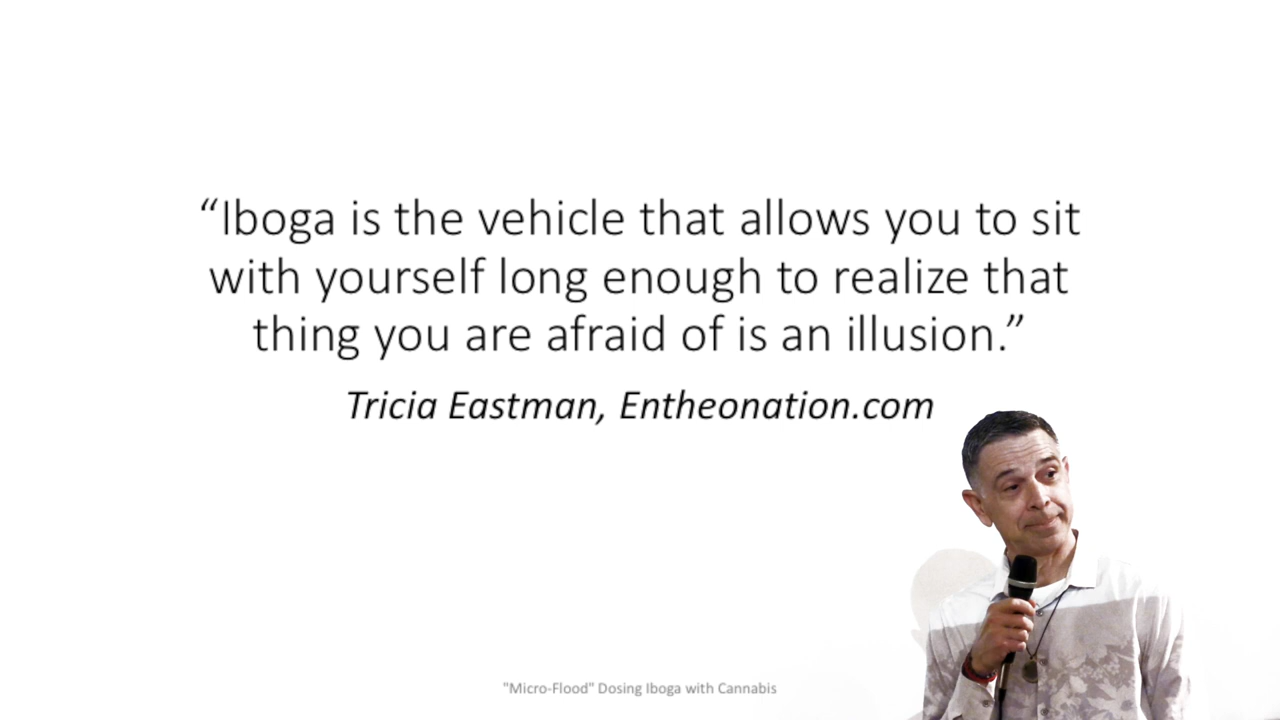 “Iboga is the vehicle that allows you to sit
with yourself long enough to realize that
thing you are afraid of is an illusion.”
Tricia Eastman, Entheonation.com
"Micro-Flood" Dosing Iboga with Cannabis